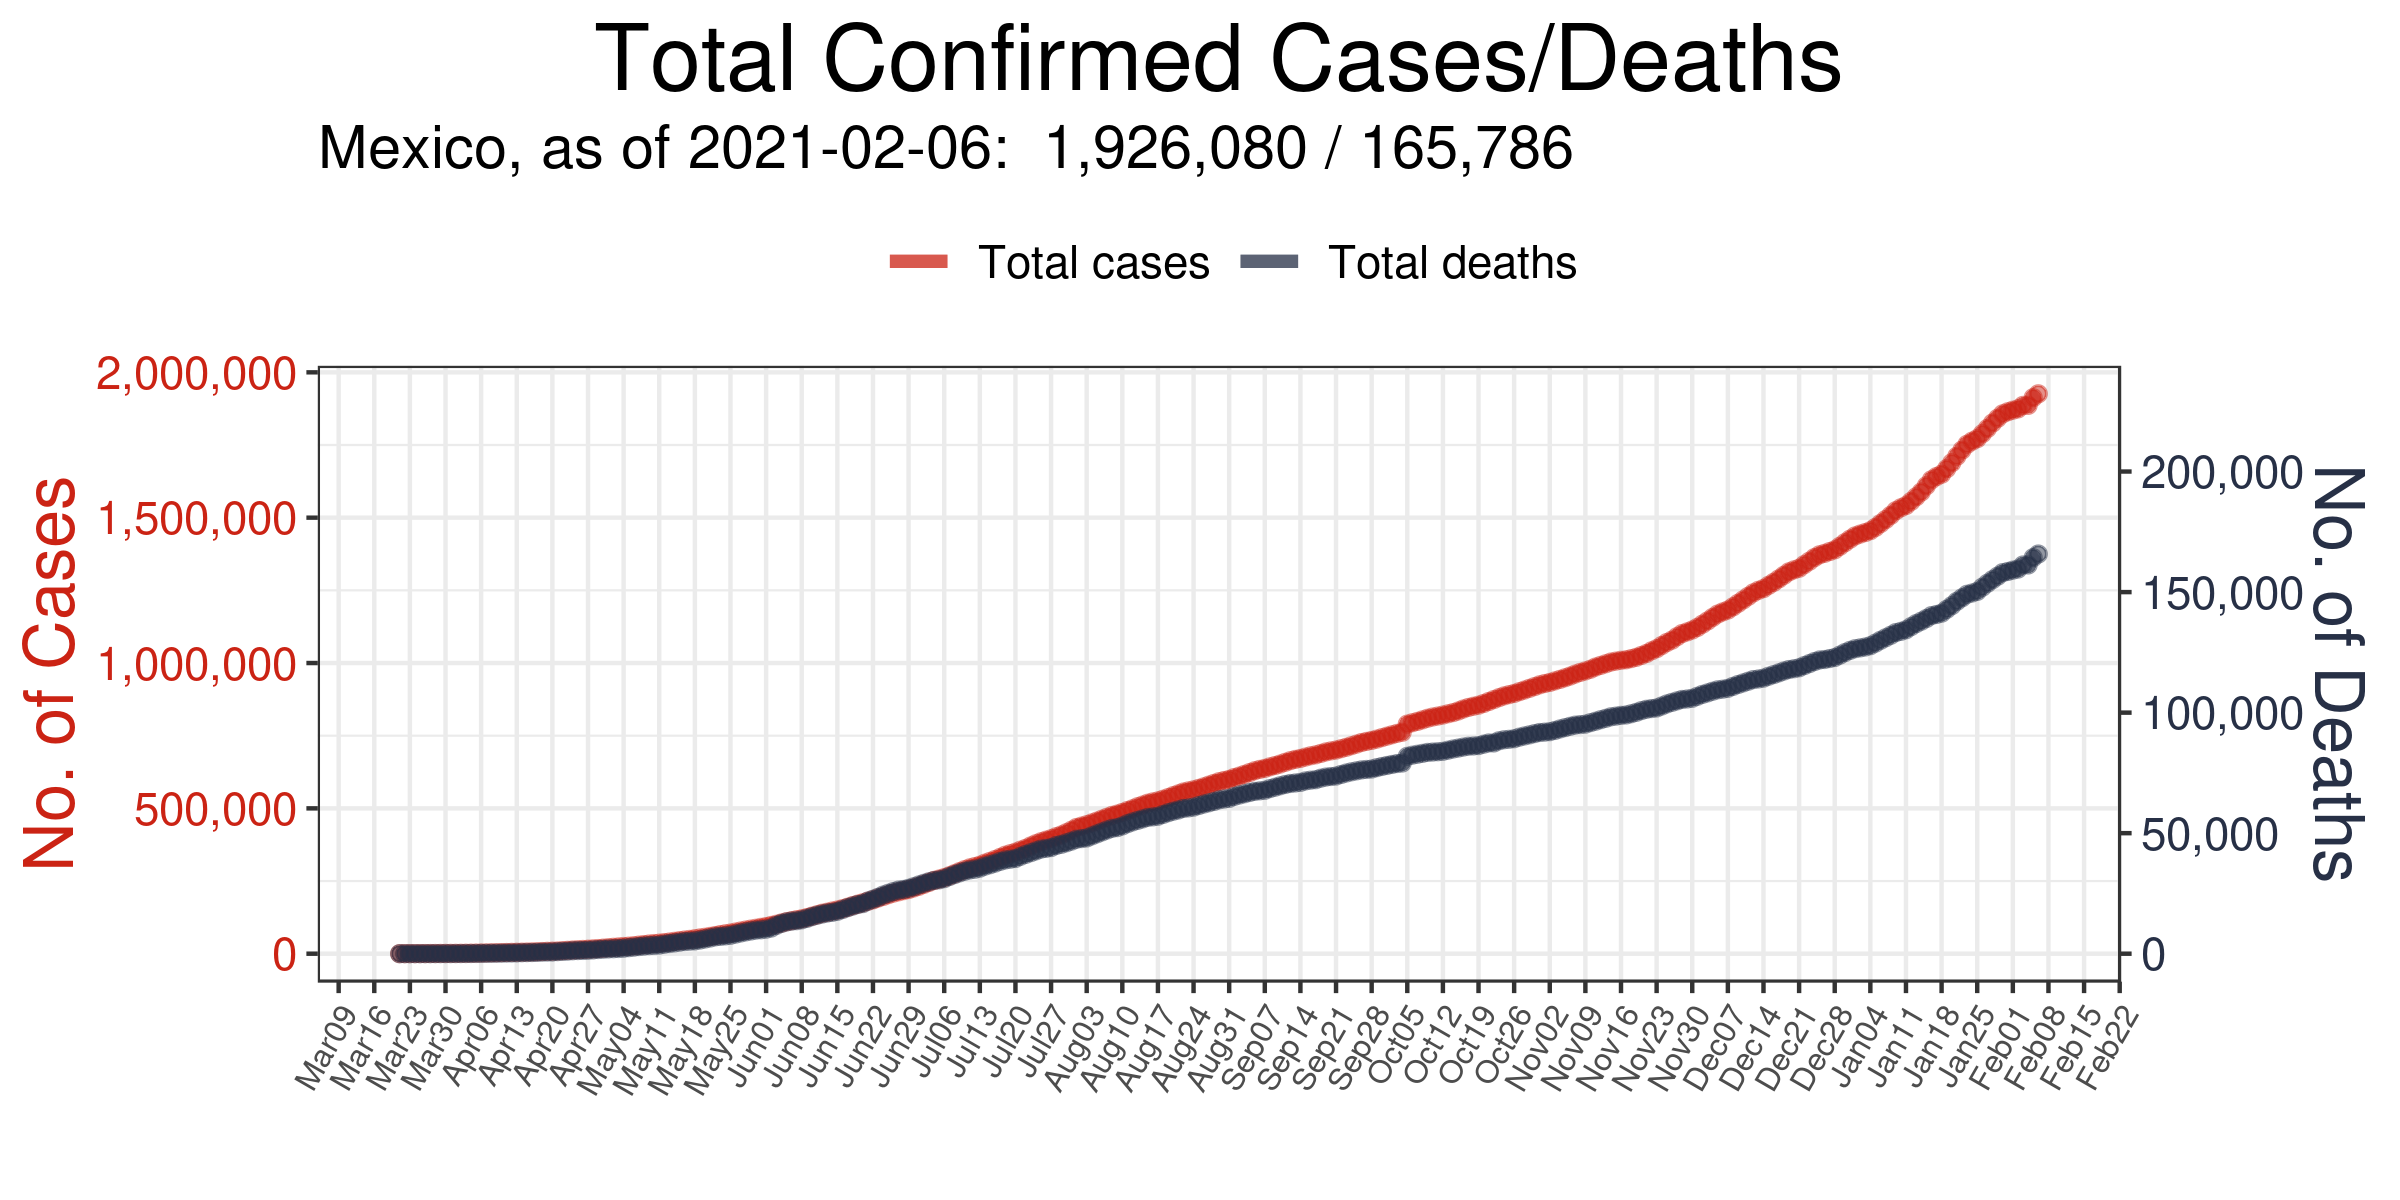 Total Confirmed Cases/Deaths
Mexico, as of 2021-02-06:  1,926,080 / 165,786
Total cases
Total deaths
No. of Cases
2,000,000
1,500,000
1,000,000
500,000
0
200,000
150,000
100,000
50,000
0
No. of Deaths
Mar09
Mar16
Mar23
Mar30
Apr06
Apr13
Apr20
Apr27
May04
May11
May18
May25
Jun01
Jun08
Jun15
Jun22
Jun29
Jul06
Jul13
Jul20
Jul27
Aug03
Aug10
Aug17
Aug24
Aug31
Sep07
Sep14
Sep21
Sep28
Oct05
Oct12
Oct19
Oct26
Nov02
Nov09
Nov16
Nov23
Nov30
Dec07
Dec14
Dec21
Dec28
Jan04
Jan11
Jan18
Jan25
Feb01
Feb08
Feb15
Feb22